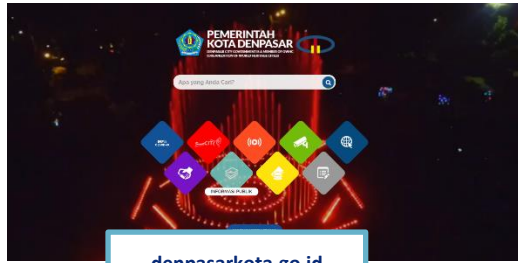 PEMERINTAH
KOTA DENPASAR
Apa yang Anda Cari?
((o))
INFORMASI PUBLIK
denpasarkota.go.id